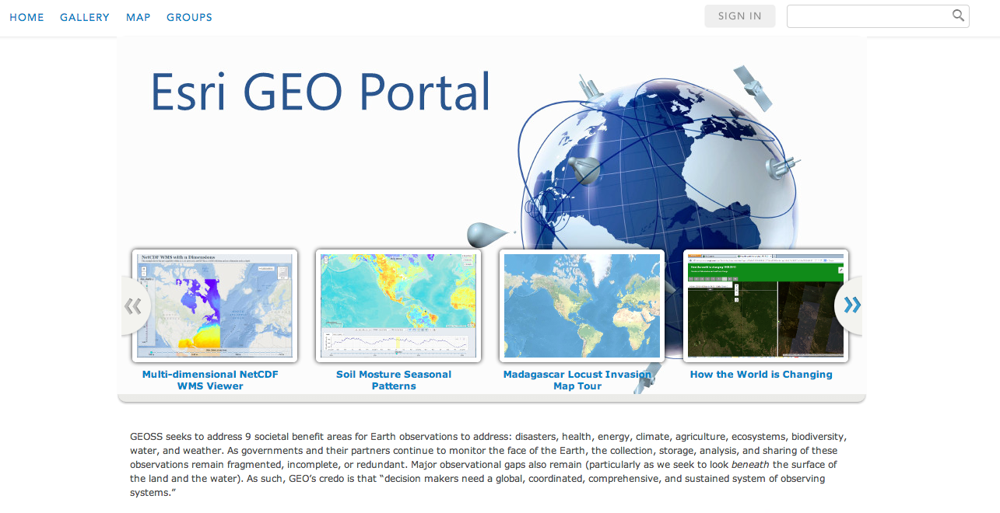 HOME GALLERY MAP GROUPS SIGN IN
Esri GEO Portal
NetCDF WMS with n Dimensions
Multi-dimensional NetCDF
WMS Viewer
Soil Mosture Seasonal
Patterns
Madagascar Locust Invasion
Map Tour
How the World is Changing
GEOSS seeks to address 9 societal benefit areas for Earth observations to address: disasters, health, energy, climate, agriculture, ecosystems, biodiversity,
water, and weather. As governments and their partners continue to monitor the face of the Earth, the collection, storage, analysis, and sharing of these
observations remain fragmented, incomplete, or redundant. Major observational gaps also remain (particularly as we seek to look beneath the surface of
the land and the water). As such, GEO’s credo is that “decision makers need a global, coordinated, comprehensive, and sustained system of observing
systems.”